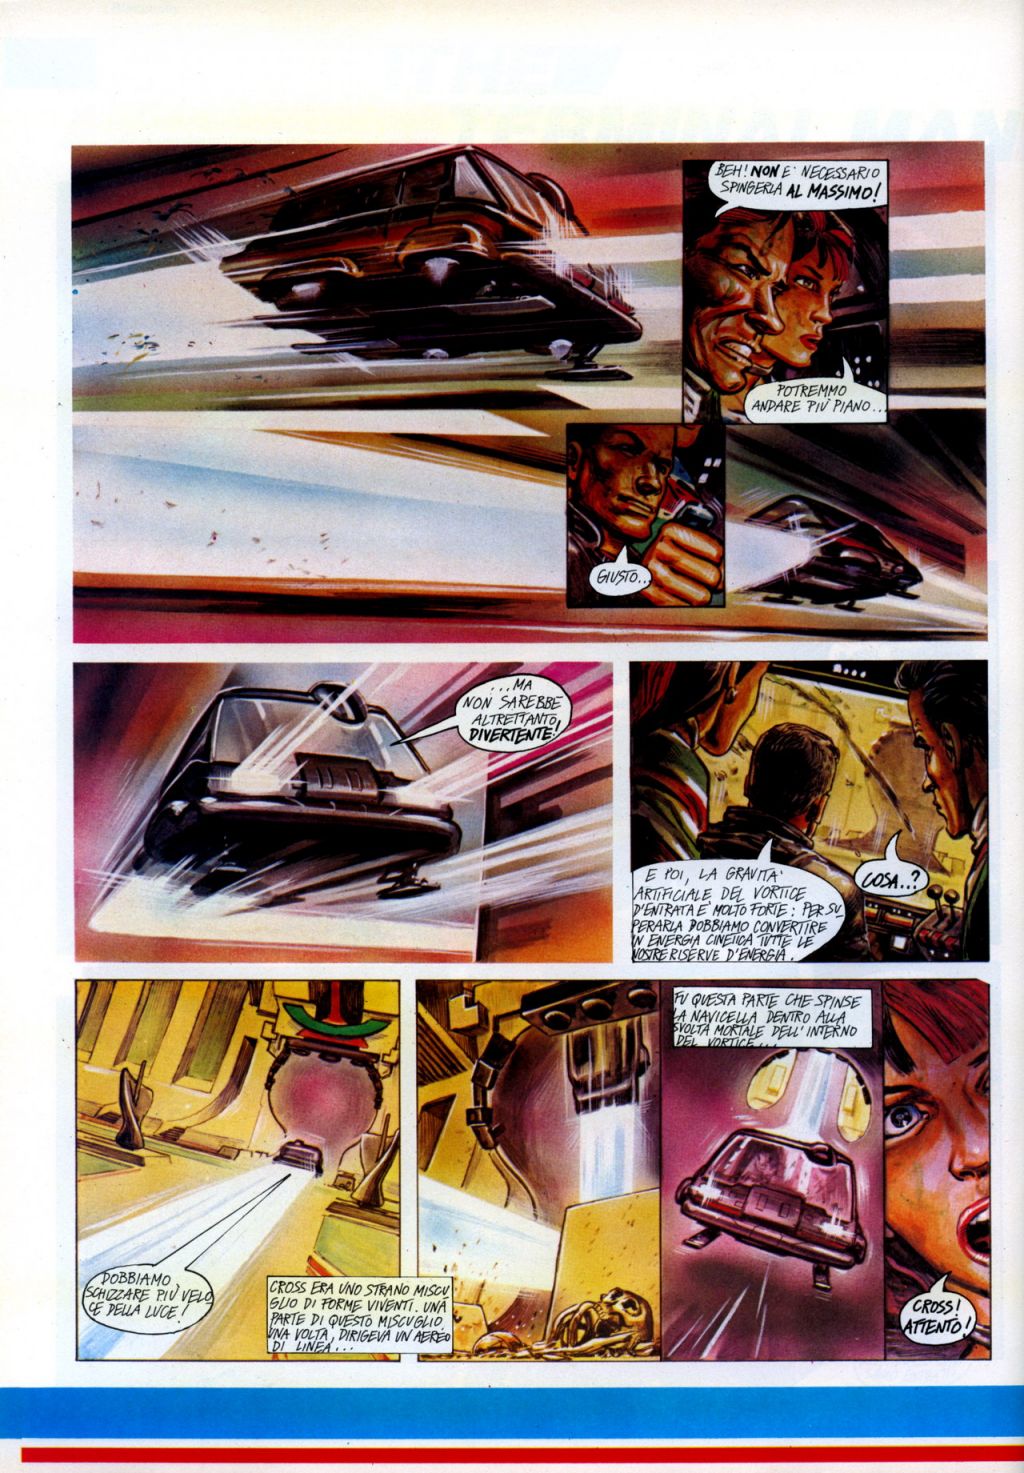 BEH! NON E' NECESSARIO
SPINGERLA AL MASSIMO!
POTREMMO
ANDARE PIU' PIANO...
GIUSTO...
...MA
NON SAREBBE
ALTRETTANTO
DIVERTENTE!
E POI, LA GRAVITA'
ARTIFICIALE DEL VORTICE
D'ENTRATA E' MOLTO FORTE: PER SU
PERARLA DOBBIAMO CONVERTIRE
IN ENERGIA CINETICA TUTTE LE
NOSTRE RISERVE D'ENERGIA.
COSA..?
DOBBIAMO
SCHIZZARE PIU' VELO
CE DELLA LUCE!
CROSS ERA UNO STRANO MISCU
GLIO DI FORME VIVENTI. UNA
PARTE DI QUESTO MISCUGLIO,
UNA VOLTA, DIRIGEVA UN AEREO
DI LINEA...
FU QUESTA PARTE CHE SPINSE
LA NAVICELLA DENTRO ALLA
SVOLTA MORTALE DELL'INTERNO
DEL VORTICE...
CROSS!
ATTENTO!